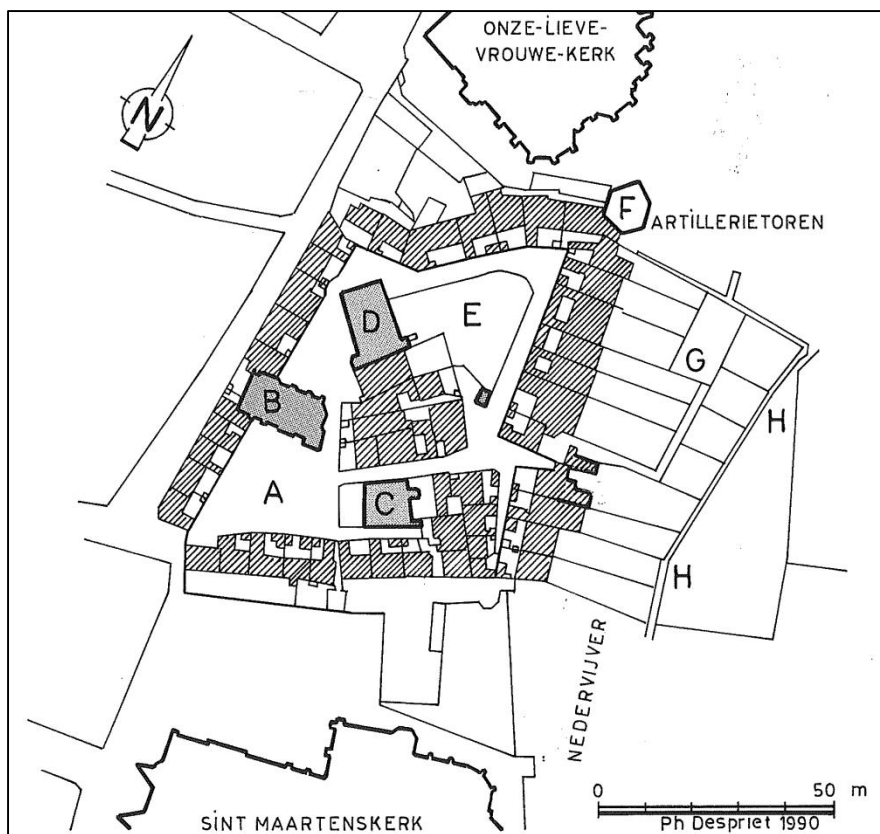 ONZE-LIEVE-
VROUWE-KERK
N
F
ARTILLERIETOREN
D
E
G
B
H
A
C
H
NEDERVIJVER
0 50 m
Ph Despriet 1990
SINT MAARTENSKERK